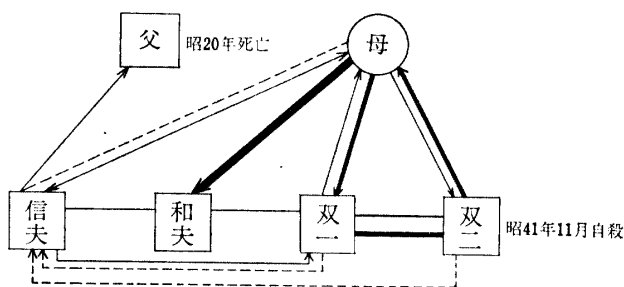 父
昭20年死亡
母
信夫
和夫
双一
双二
昭41年11月自殺